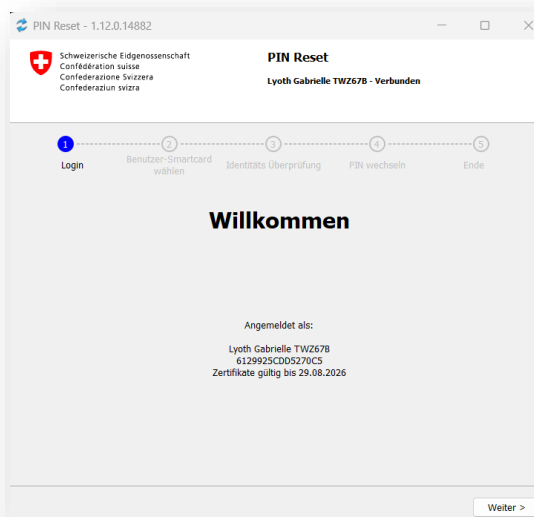 PIN Reset - 1.12.0.14882
Schweizerische Eidgenossenschaft
Confédération suisse
Confederazione Svizzera
Confederaziun svizra
PIN Reset
Lyoth Gabrielle TWZ67B - Verbunden
1
2
3
4
5
Login
Benutzer-Smartcard
wählen
Identitäts Überprüfung
PIN wechseln
Ende
Willkommen
Angemeldet als:
Lyoth Gabrielle TWZ67B
6129925CDD5270C5
Zertifikate gültig bis 29.08.2026
Weiter >